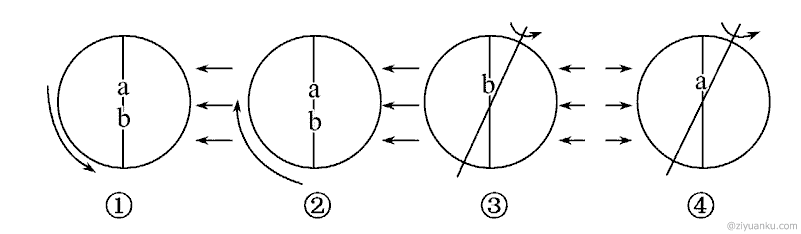 a a b a
b b
① ② ③ ④
@ziyuanku.com